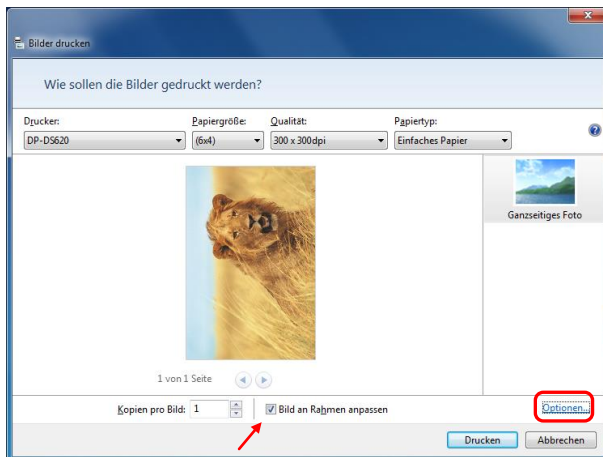 Bilder drucken
Wie sollen die Bilder gedruckt werden?
Drucker: Papiergröße: Qualität: Papiertyp:
DP-DS620 (6x4) 300 x 300dpi Einfaches Papier
Ganzseitiges Foto
1 von 1 Seite
Kopien pro Bild: 1 Bild an Rahmen anpassen Optionen...
Drucken Abbrechen